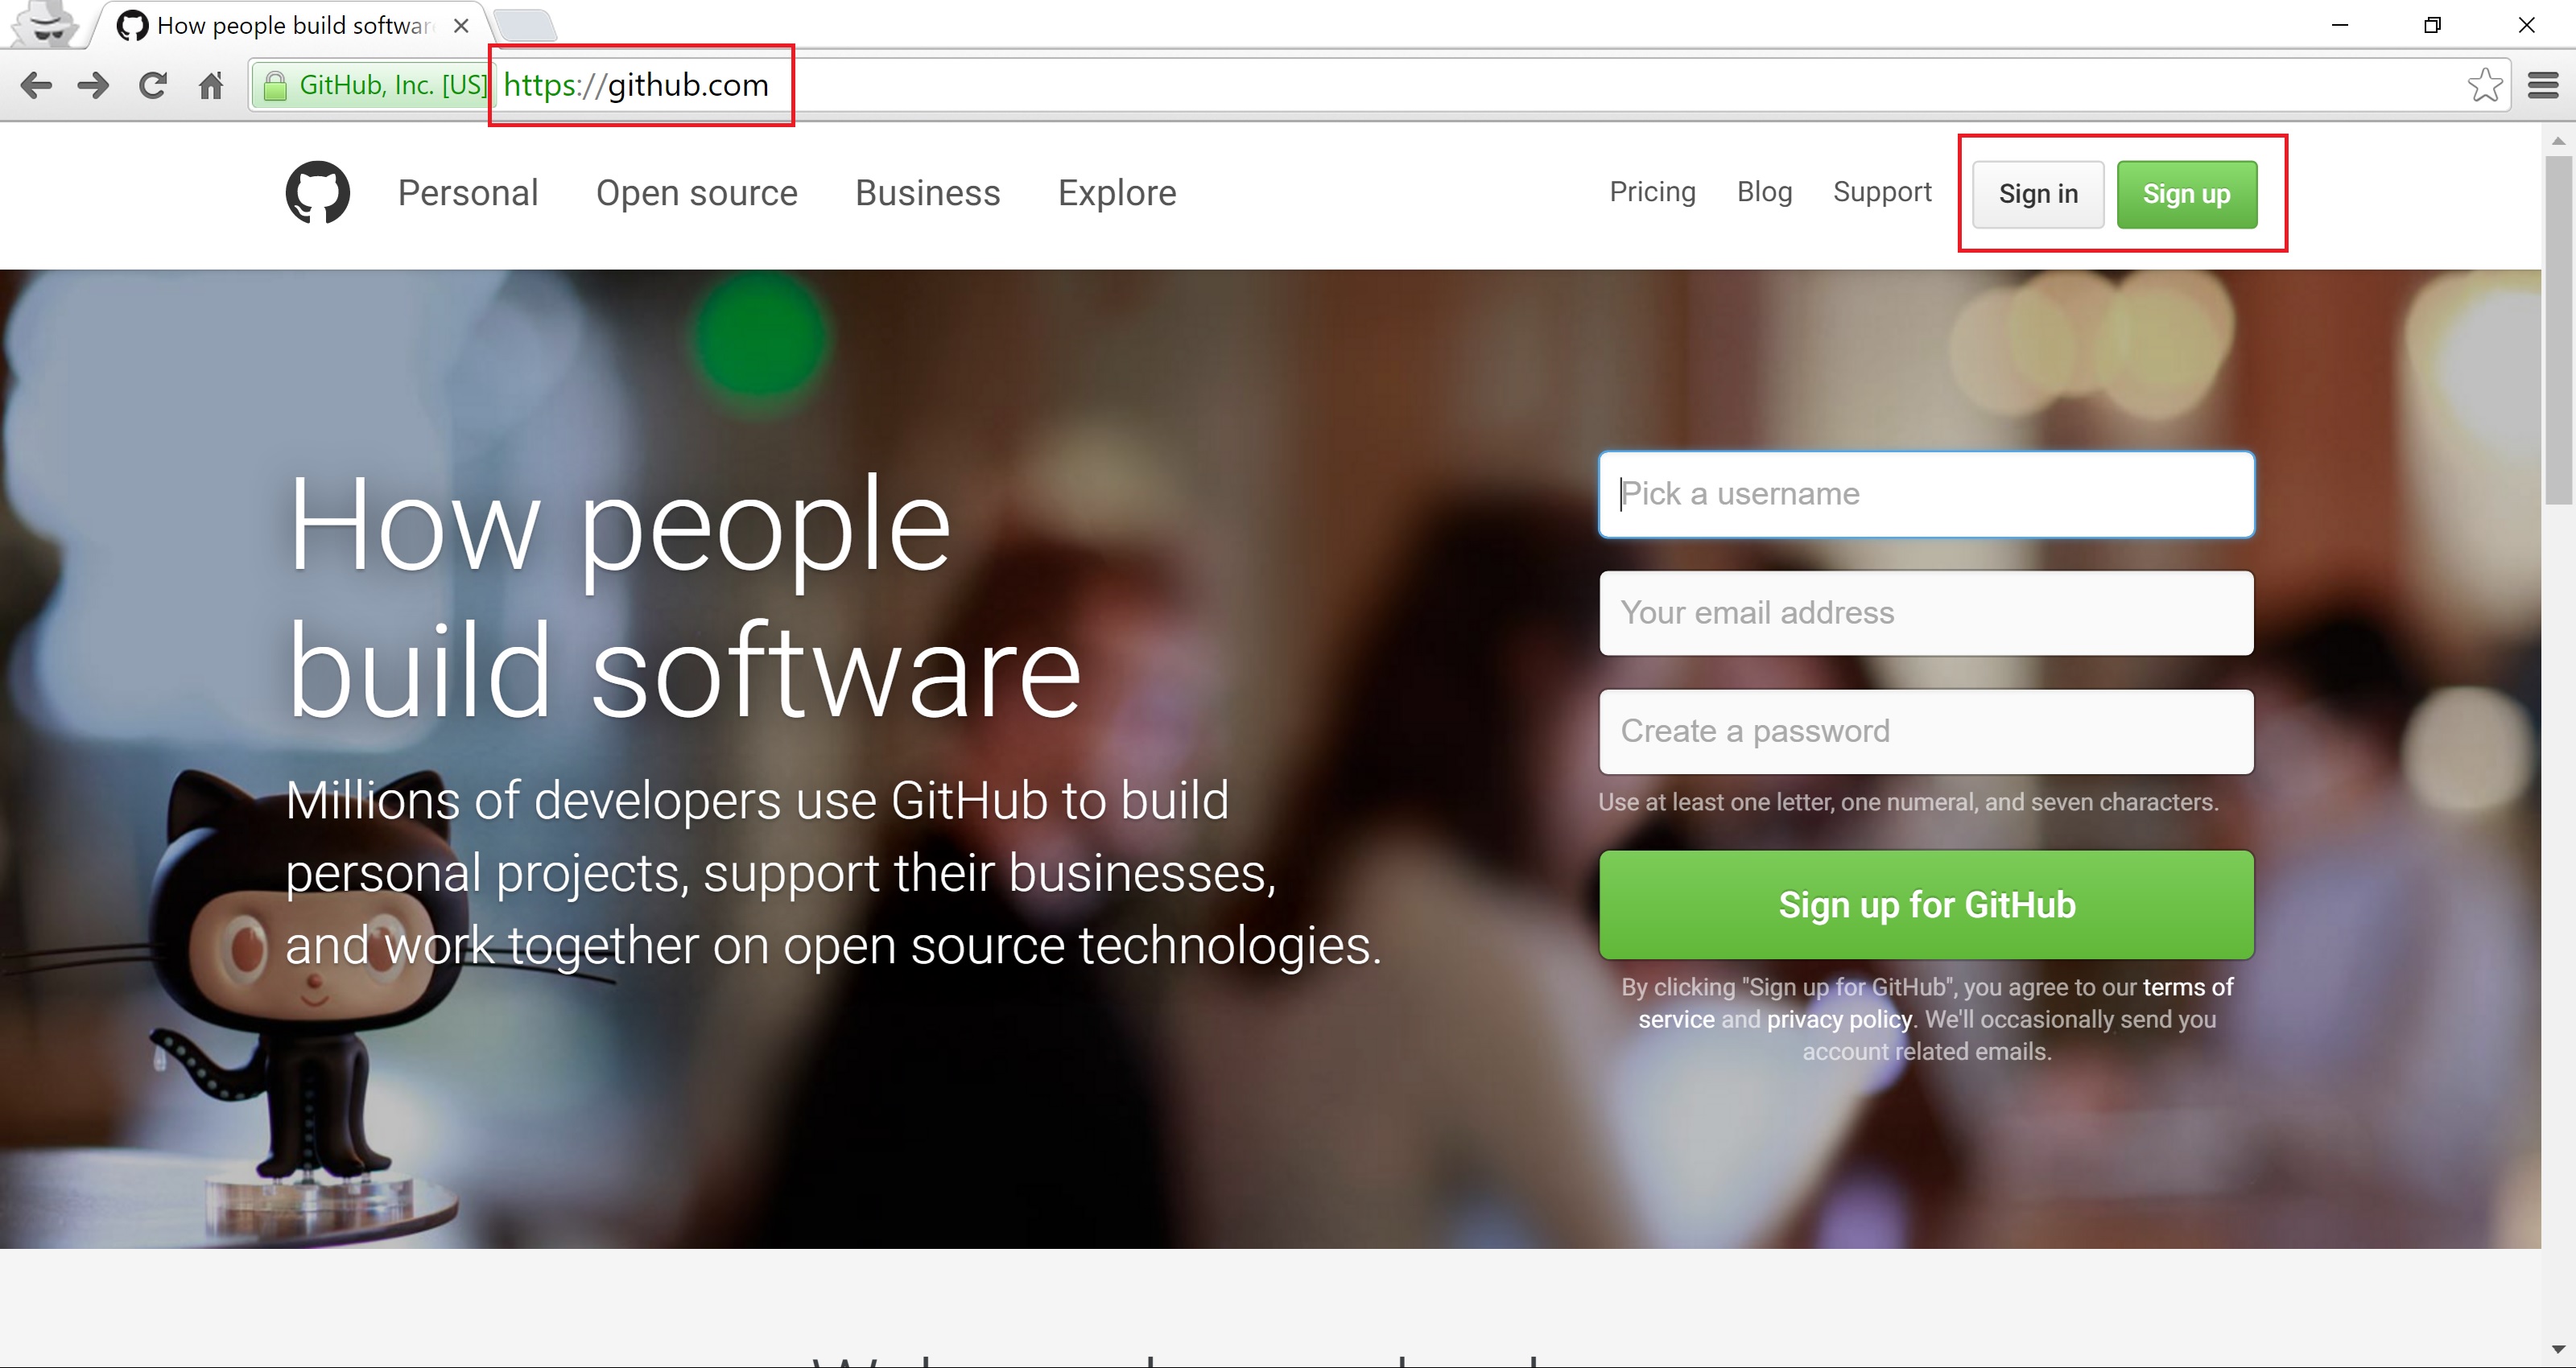 How people build softwar
GitHub, Inc. [US] https://github.com
Personal Open source Business Explore Pricing Blog Support Sign in Sign up
How people
build software
Millions of developers use GitHub to build
personal projects, support their businesses,
and work together on open source technologies.
Pick a username
Your email address
Create a password
Use at least one letter, one numeral, and seven characters.
Sign up for GitHub
By clicking "Sign up for GitHub", you agree to our terms of
service and privacy policy. We'll occasionally send you
account related emails.